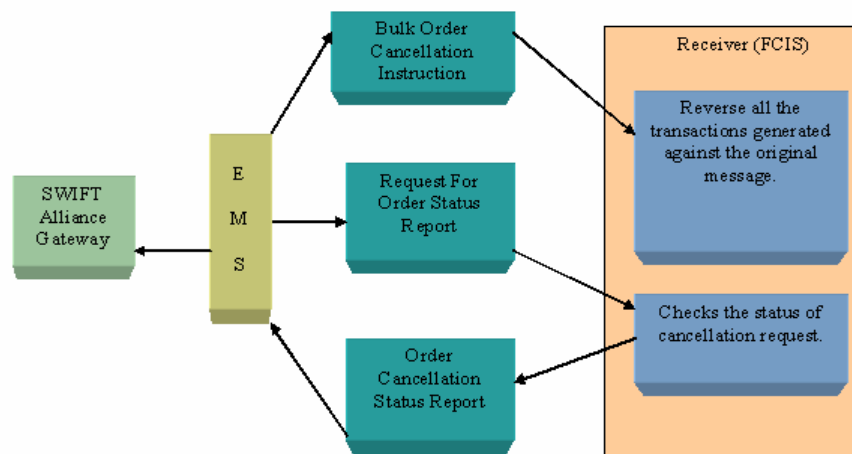 SWIFT
Alliance
Gateway
E
M
S
Bulk Order
Cancellation
Instruction
Request For
Order Status
Report
Order
Cancellation
Status Report
Receiver (FCIS)
Reverse all the
transactions generated
against the original
message.
Checks the status of
cancellation request.